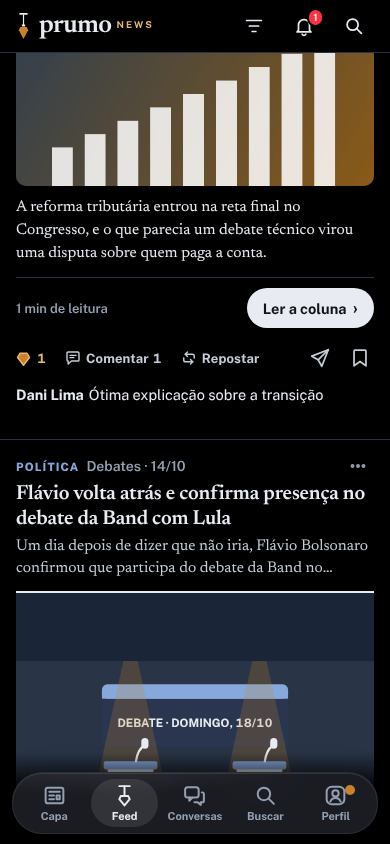 prumo NEWS
1
A reforma tributária entrou na reta final no
Congresso, e o que parecia um debate técnico virou
uma disputa sobre quem paga a conta.
1 min de leitura
Ler a coluna ›
1 Comentar 1 Repostar
Dani Lima Ótima explicação sobre a transição
POLÍTICA Debates · 14/10
Flávio volta atrás e confirma presença no
debate da Band com Lula
Um dia depois de dizer que não iria, Flávio Bolsonaro
confirmou que participa do debate da Band no…
DEBATE · DOMINGO, 18/10
Capa Feed Conversas Buscar Perfil